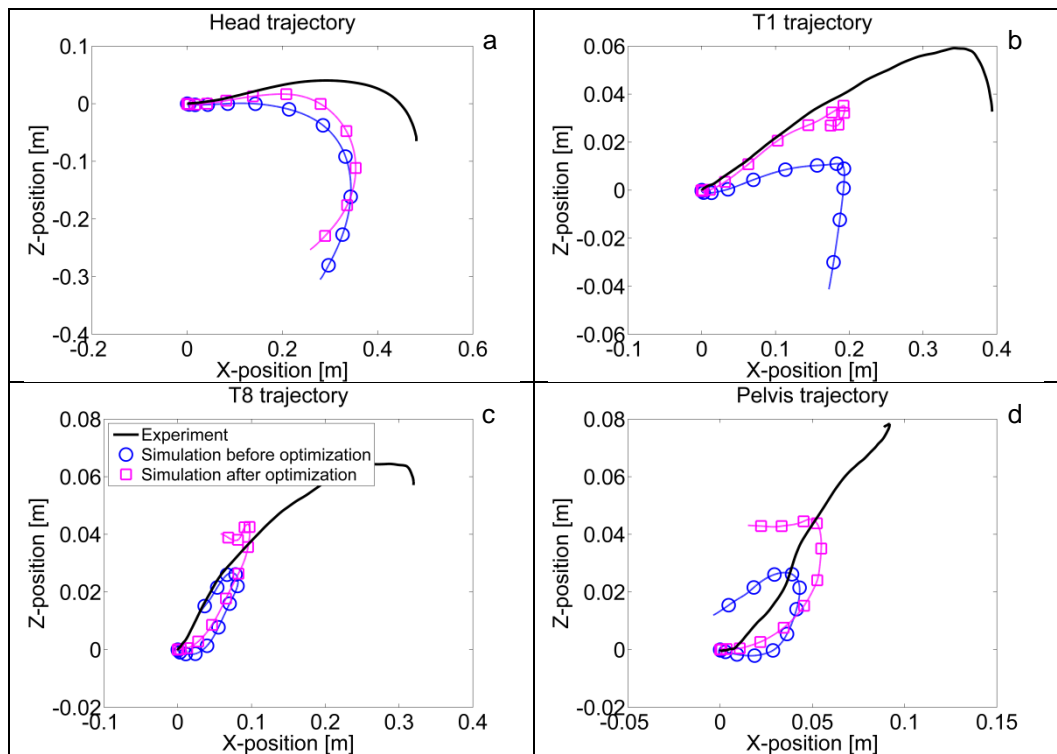 Head trajectory
a
0.1
0
-0.1
-0.2
-0.3
-0.4
Z-position [m]
-0.2
0
0.2
0.4
0.6
X-position [m]
T1 trajectory
b
0.06
0.04
0.02
0
-0.02
-0.04
-0.06
Z-position [m]
-0.1
0
0.1
0.2
0.3
0.4
X-position [m]
T8 trajectory
c
Experiment
Simulation before optimization
Simulation after optimization
0.08
0.06
0.04
0.02
0
-0.02
Z-position [m]
-0.1
0
0.1
0.2
0.3
0.4
X-position [m]
Pelvis trajectory
d
0.08
0.06
0.04
0.02
0
-0.02
Z-position [m]
-0.05
0
0.05
0.1
0.15
X-position [m]